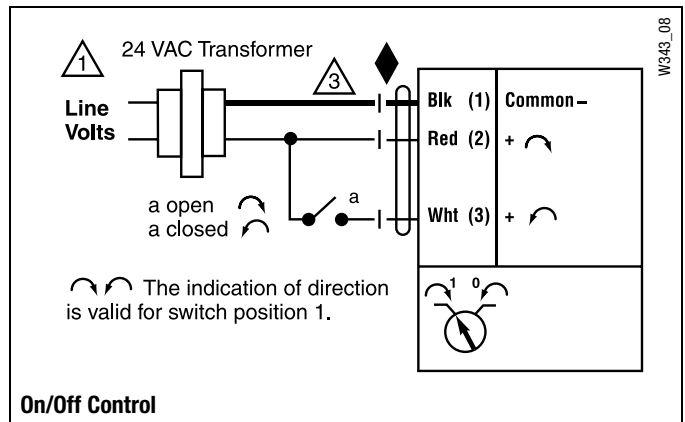 W343_08
1 24 VAC Transformer
3
Line
Volts
Blk (1) Common –
Red (2) +
a
Wht (3) +
a open
a closed
The indication of direction
is valid for switch position 1.
1 0
On/Off Control